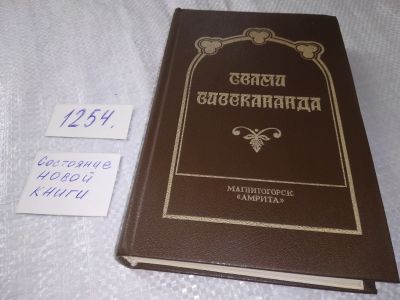 1254.
Состояние
новой
книги
СВАМИ
ВИВЕКАНАНДА
МАГНИТОГОРСК
«АМРИТА»